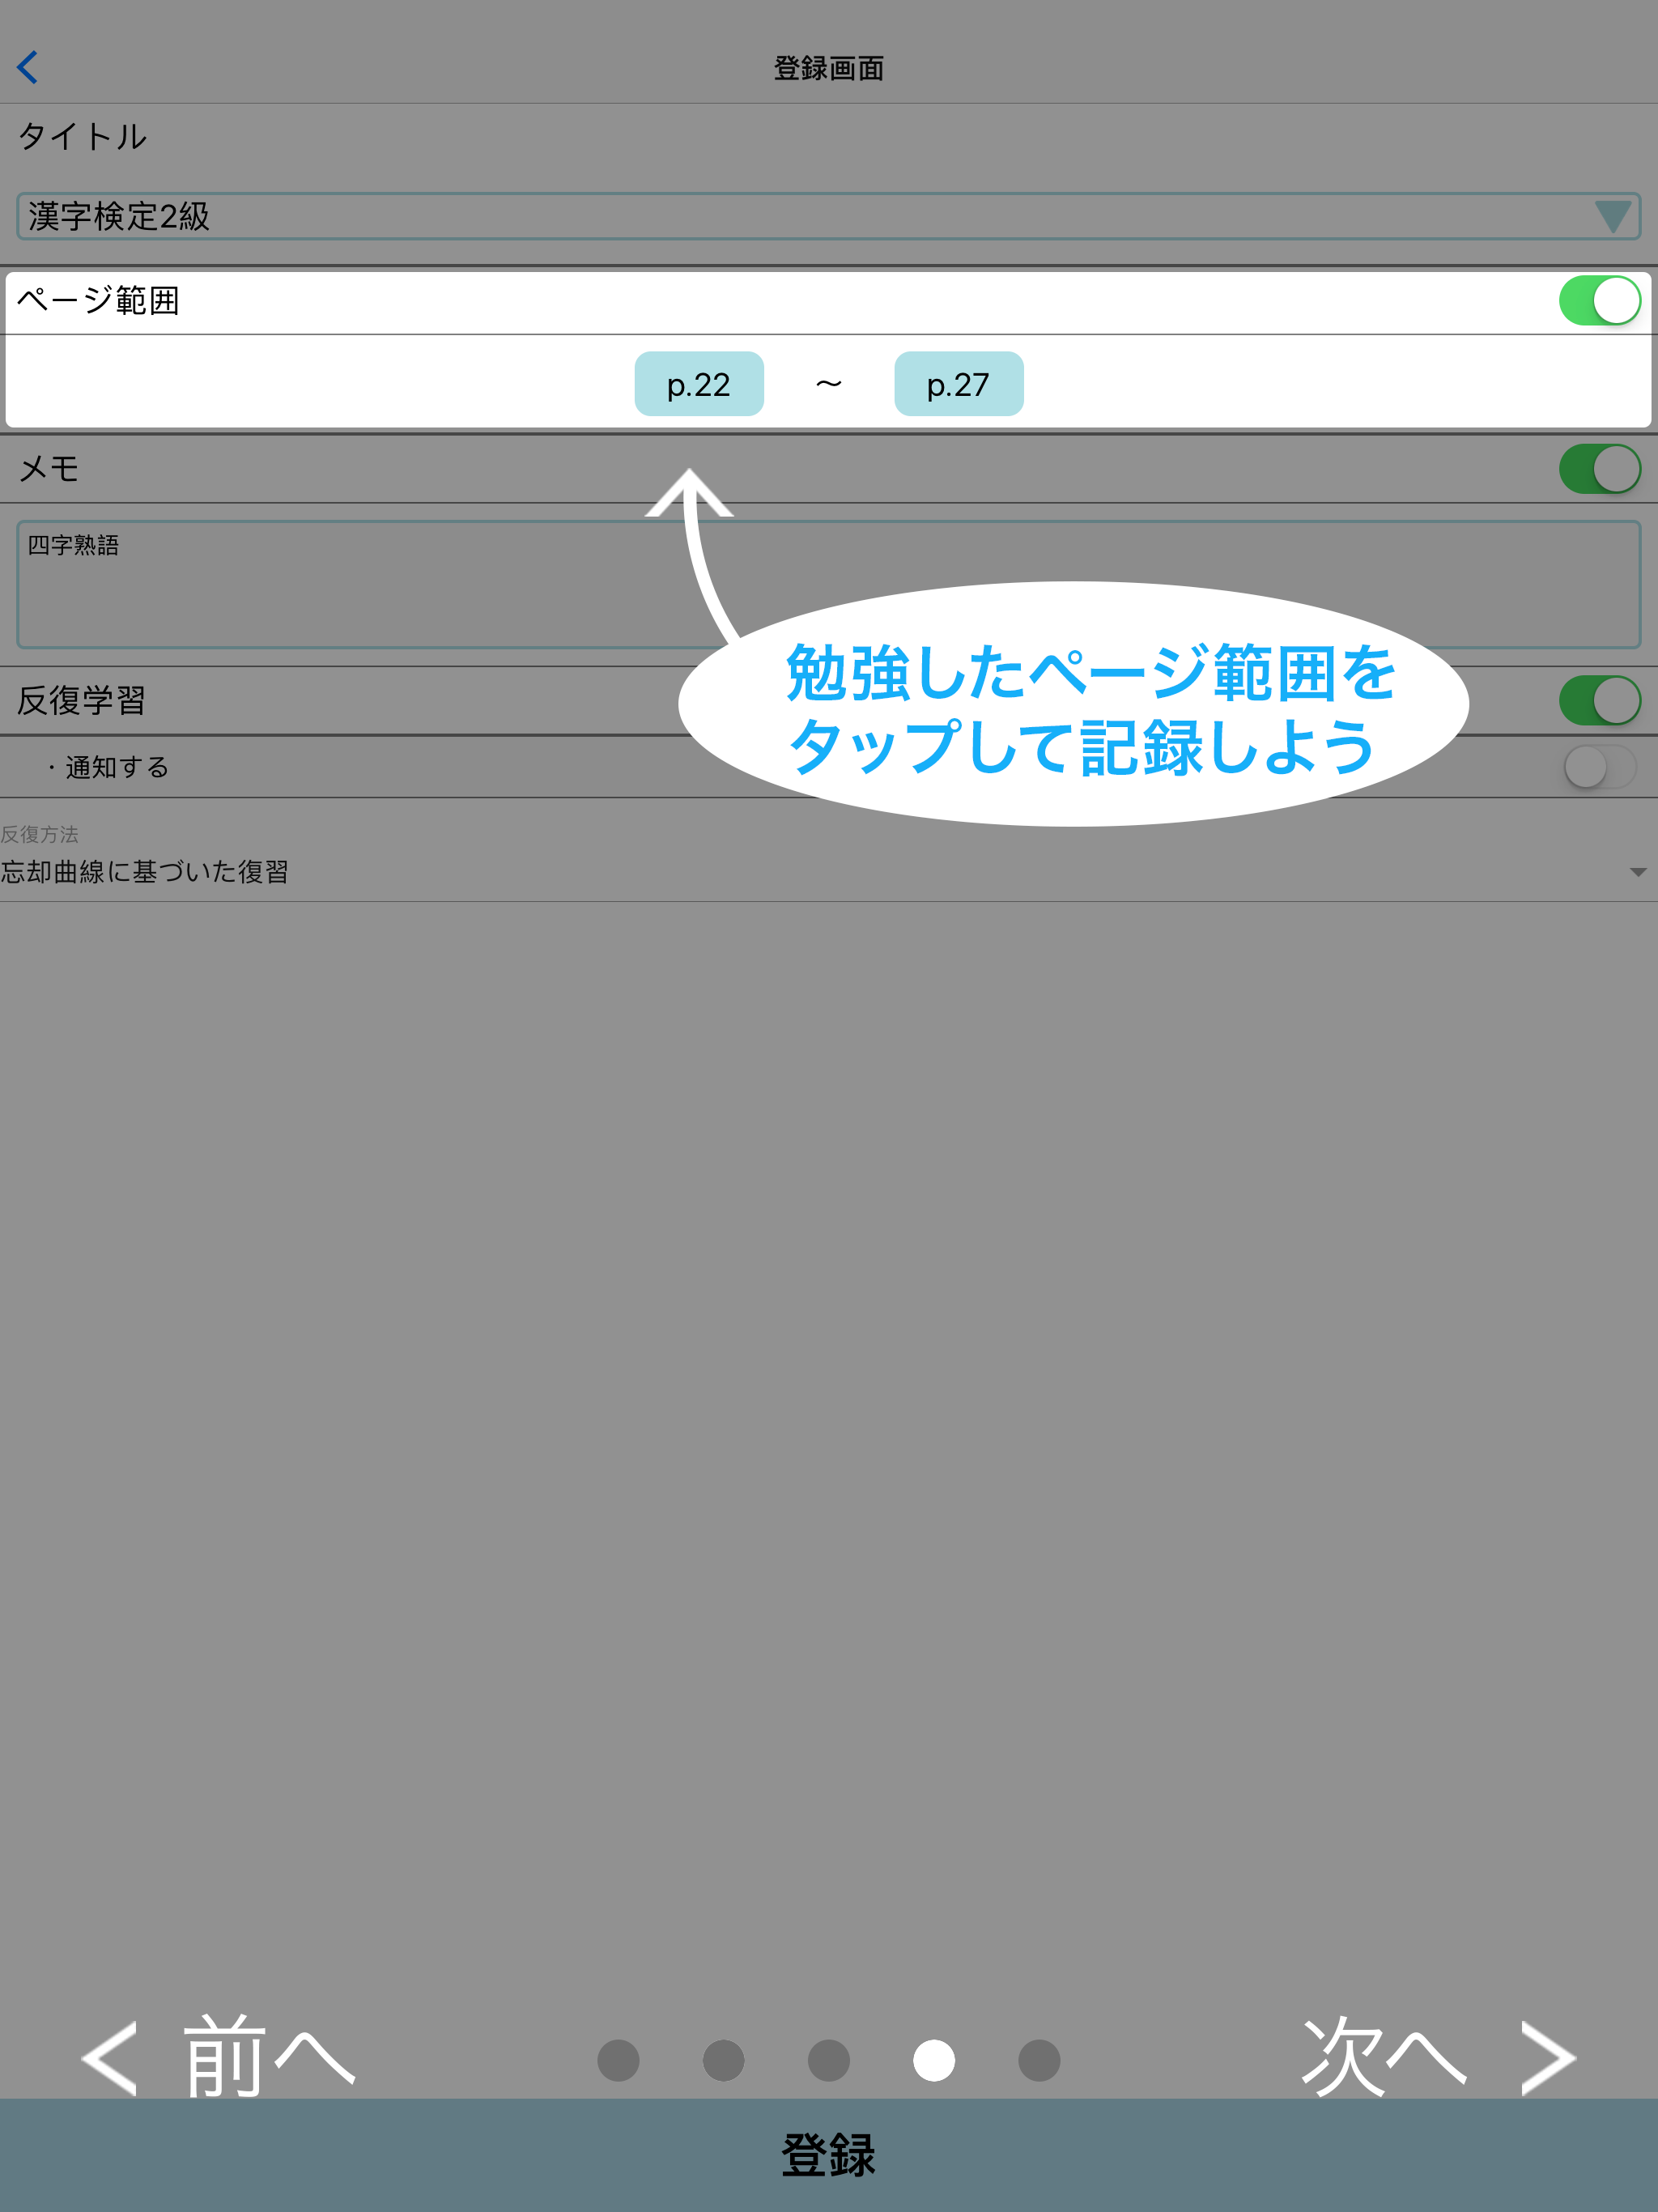 登録画面
タイトル
漢字検定2級
ページ範囲
p.22 ～ p.27
メモ
四字熟語
勉強したページ範囲を
タップして記録しよう
反復学習
・通知する
反復方法
忘却曲線に基づいた復習
前へ
次へ
登録